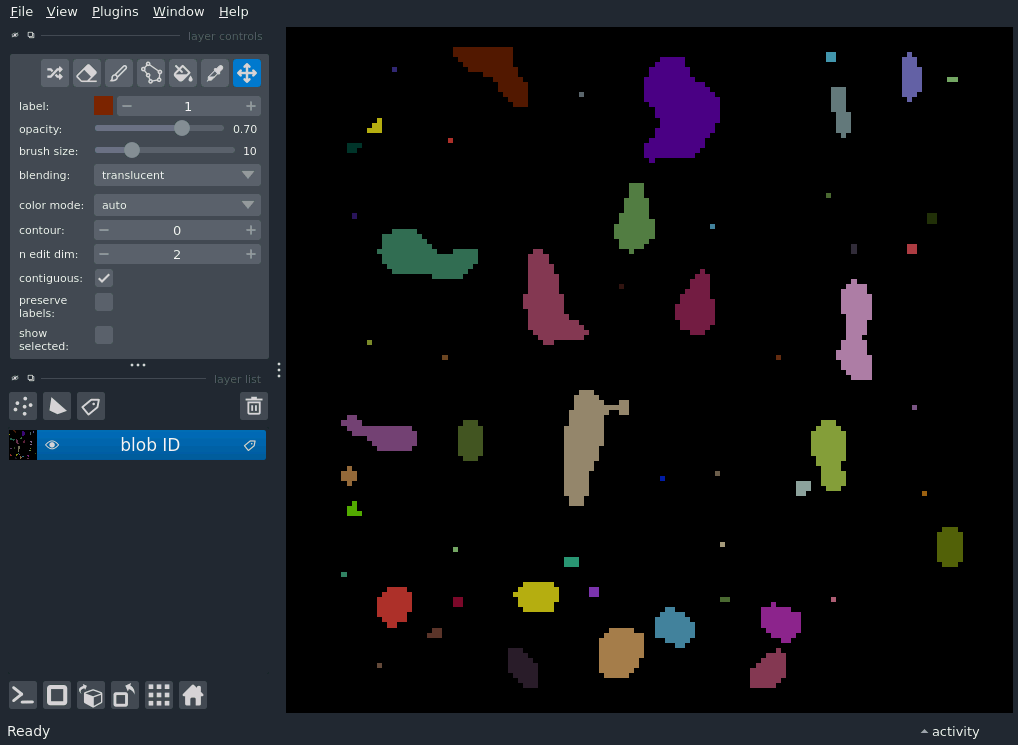 File View Plugins Window Help
layer controls
label: 1
opacity: 0.70
brush size: 10
blending: translucent
color mode: auto
contour: 0
n edit dim: 2
contiguous:
preserve
labels:
show
selected:
layer list
blob ID
Ready
activity